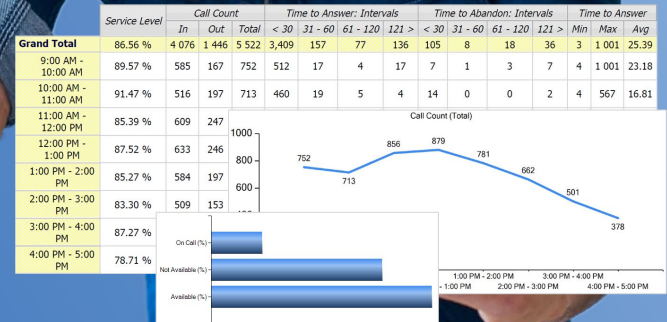 Service Level Call Count Time to Answer: Intervals Time to Abandon: Intervals Time to Answer
In Out Total < 30 31 - 60 61 - 120 121 > < 30 31 - 60 61 - 120 121 > Min Max Avg
Grand Total 86.56 % 4 076 1 446 5 522 3,409 157 77 136 105 8 18 36 3 1 001 25.39
9:00 AM - 10:00 AM 89.57 % 585 167 752 512 17 4 17 7 1 3 7 4 1 001 23.18
10:00 AM - 11:00 AM 91.47 % 516 197 713 460 19 5 4 14 0 0 2 4 567 16.81
11:00 AM - 12:00 PM 85.39 % 609 247
12:00 PM - 1:00 PM 87.52 % 633 246
1:00 PM - 2:00 PM 85.27 % 584 197
2:00 PM - 3:00 PM 83.30 % 509 153
3:00 PM - 4:00 PM 87.27 %
4:00 PM - 5:00 PM 78.71 %
Call Count (Total)
1000
800
600
752
713
856
879
781
662
501
378
1:00 PM - 2:00 PM 3:00 PM - 4:00 PM
- 1:00 PM 2:00 PM - 3:00 PM 4:00 PM - 5:00 PM
On Call (%)
Not Available (%)
Available (%)